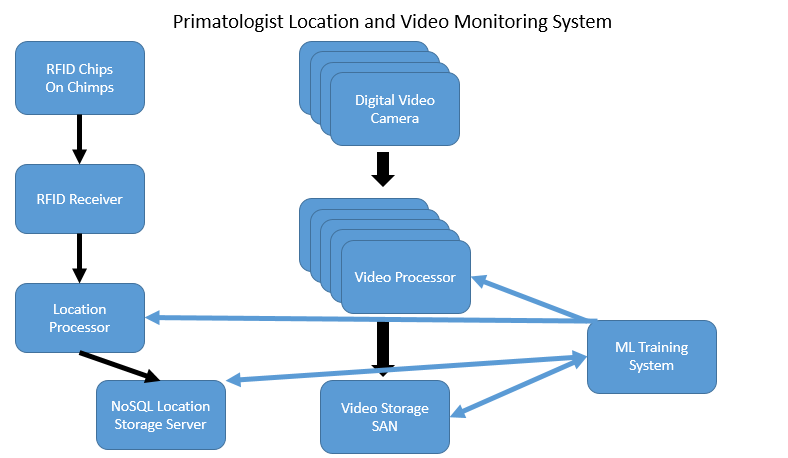 Primatologist Location and Video Monitoring System
RFID Chips
On Chimps
Digital Video
Camera
RFID Receiver
Video Processor
Location
Processor
ML Training
System
NoSQL Location
Storage Server
Video Storage
SAN